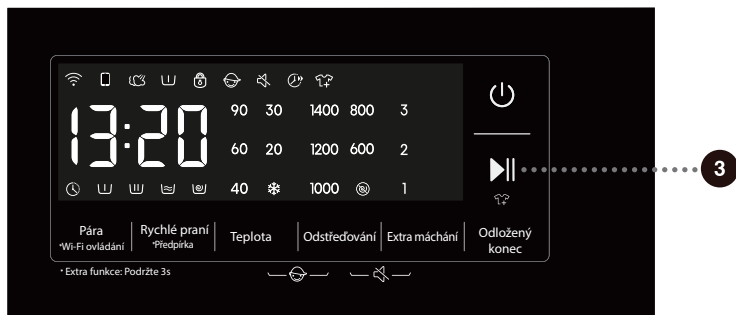 13:20
90 30 1400 800 3
60 20 1200 600 2
40 1000 1
3
Pára
*Wi-Fi ovládání
Rychlé praní
*Předpírka
Teplota
Odstřeďování
Extra máchání
Odložený
konec
* Extra funkce: Podržte 3s